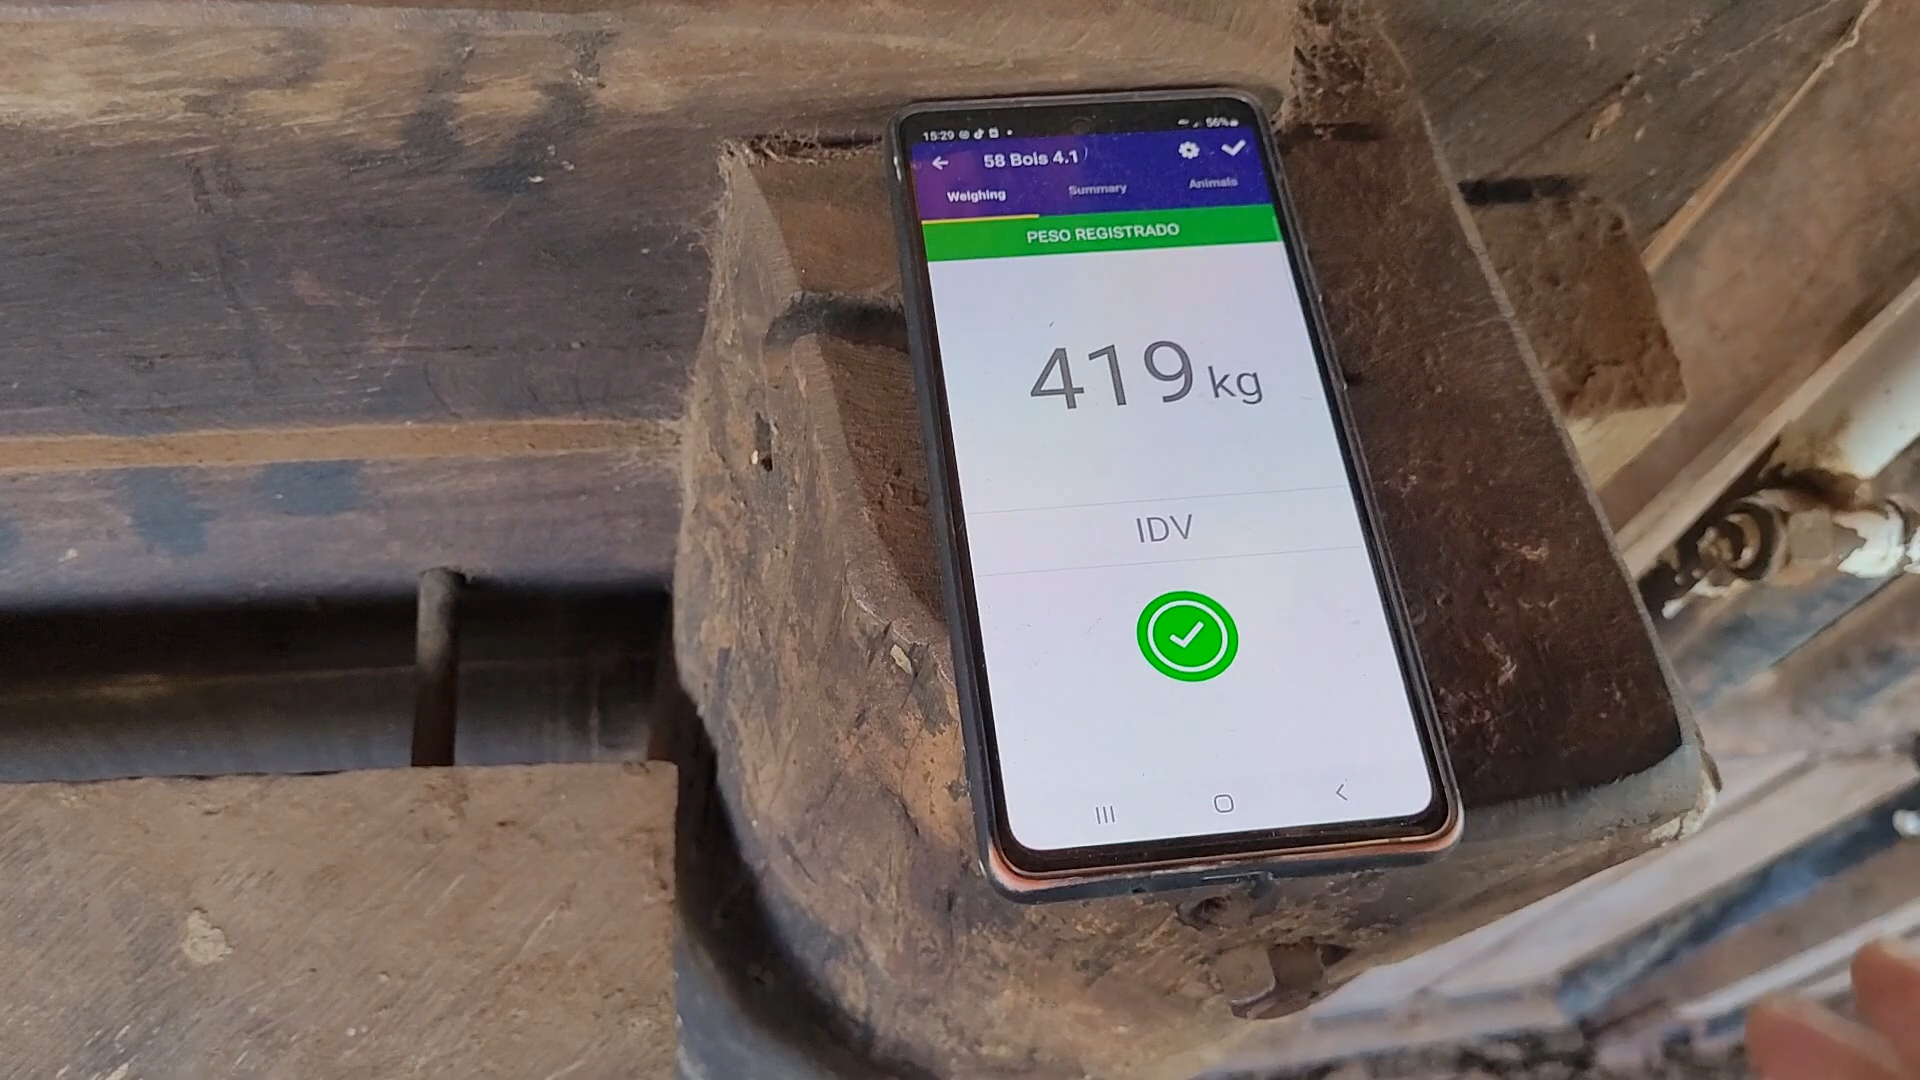 15:29 56%
58 Bois 4.1
Weighing Summary Animals
PESO REGISTRADO
419 kg
IDV